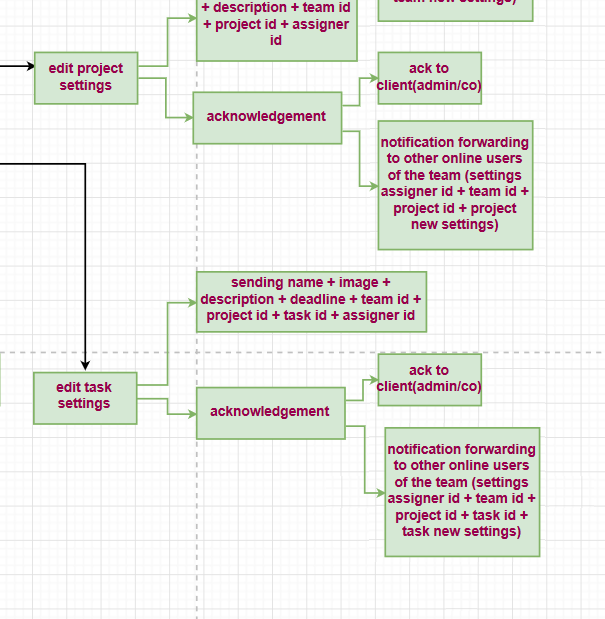 + description + team id
+ project id + assigner
id
team new settings)
edit project
settings
ack to
client(admin/co)
acknowledgement
notification forwarding
to other online users
of the team (settings
assigner id + team id +
project id + project
new settings)
sending name + image +
description + deadline + team id +
project id + task id + assigner id
edit task
settings
ack to
client(admin/co)
acknowledgement
notification forwarding
to other online users
of the team (settings
assigner id + team id +
project id + task id +
task new settings)